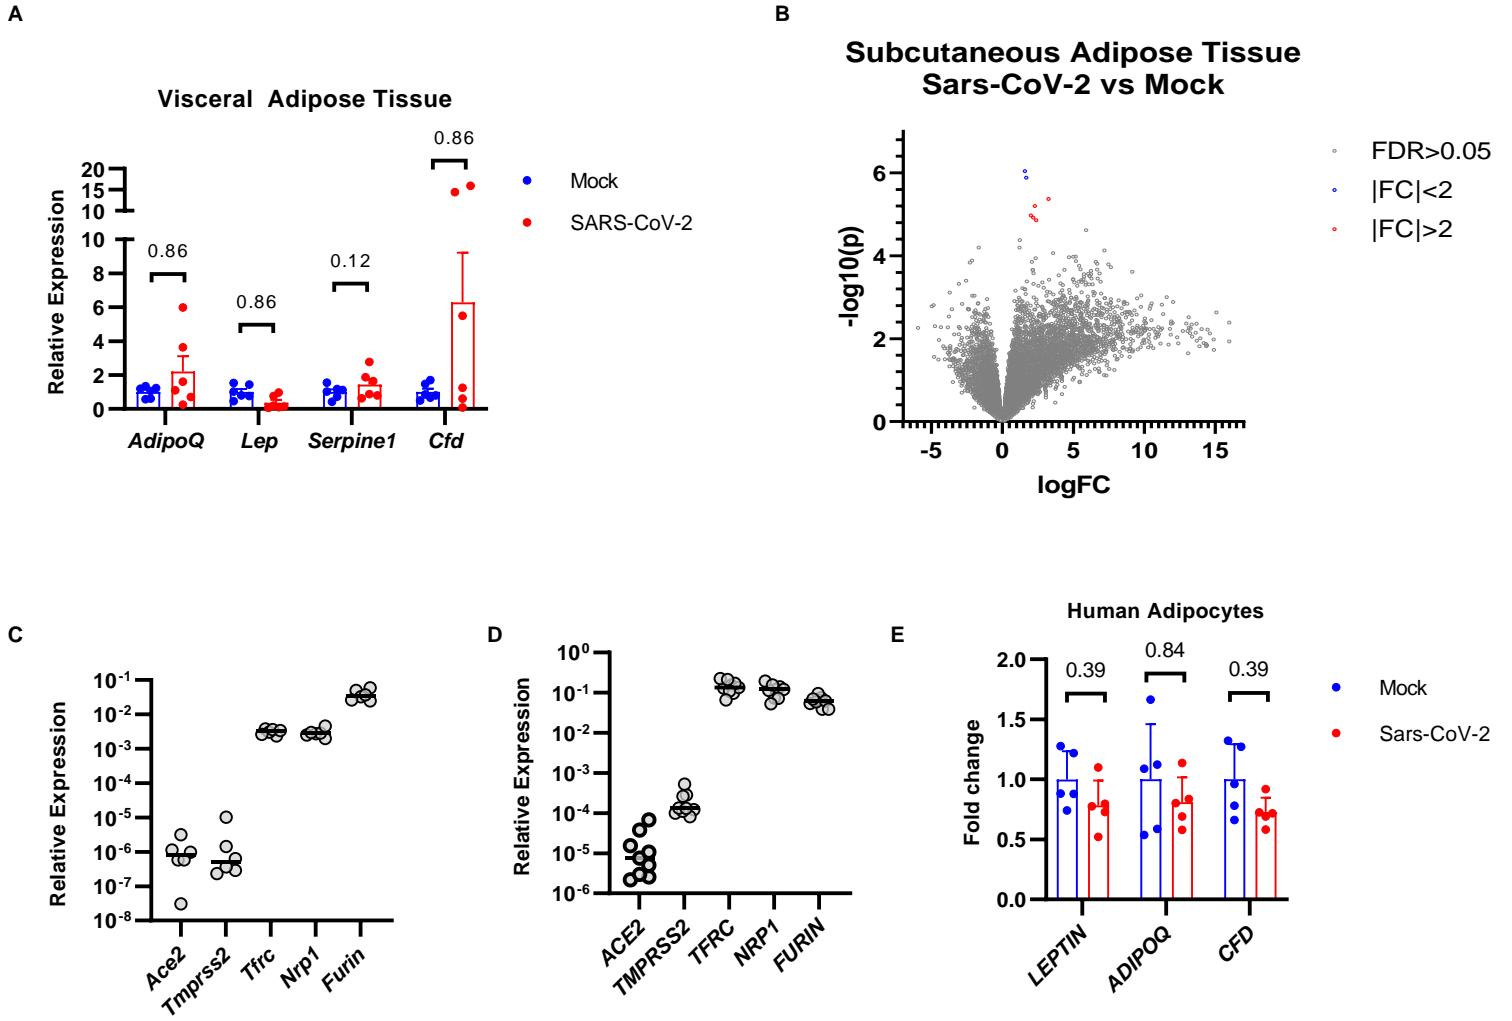 A
Visceral Adipose Tissue
Relative Expression
20
15
10
10
8
6
4
2
0
0.86
0.86
0.12
0.86
AdipoQ
Lep
Serpine1
Cfd
Mock
SARS-CoV-2
B
Subcutaneous Adipose Tissue
Sars-CoV-2 vs Mock
-log10(p)
6
4
2
0
-5
0
5
10
15
logFC
FDR>0.05
|FC|<2
|FC|>2
C
Relative Expression
10-1
10-2
10-3
10-4
10-5
10-6
10-7
10-8
Ace2
Tmprss2
Tfrc
Nrp1
Furin
D
Relative Expression
100
10-1
10-2
10-3
10-4
10-5
10-6
ACE2
TMPRSS2
TFRC
NRP1
FURIN
E
Human Adipocytes
Fold change
2.0
1.5
1.0
0.5
0.0
0.39
0.84
0.39
LEPTIN
ADIPOQ
CFD
Mock
Sars-CoV-2